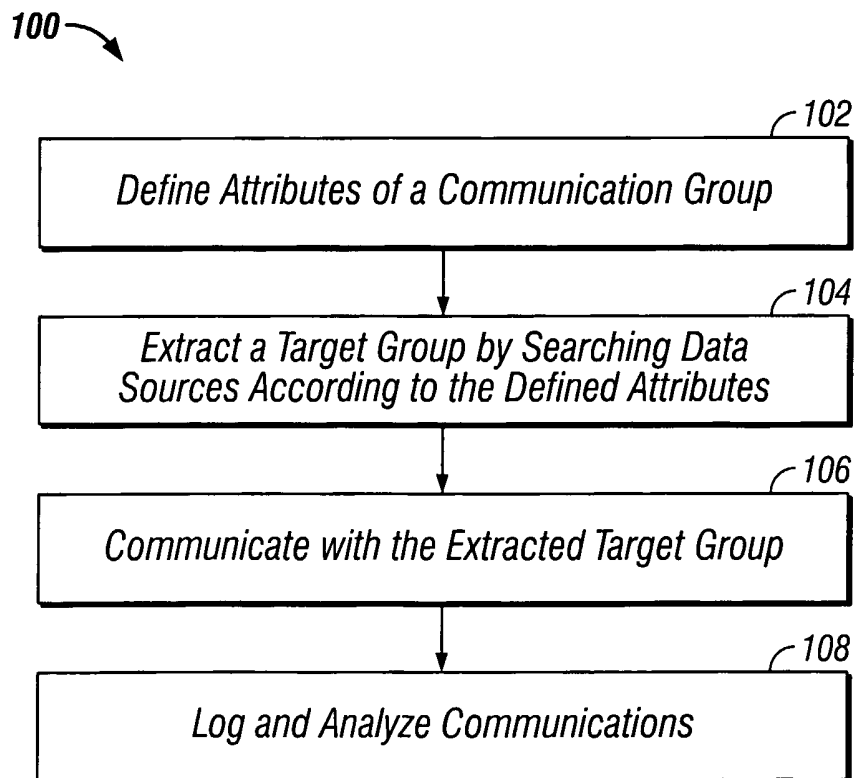 100
102
Define Attributes of a Communication Group
104
Extract a Target Group by Searching Data
Sources According to the Defined Attributes
106
Communicate with the Extracted Target Group
108
Log and Analyze Communications